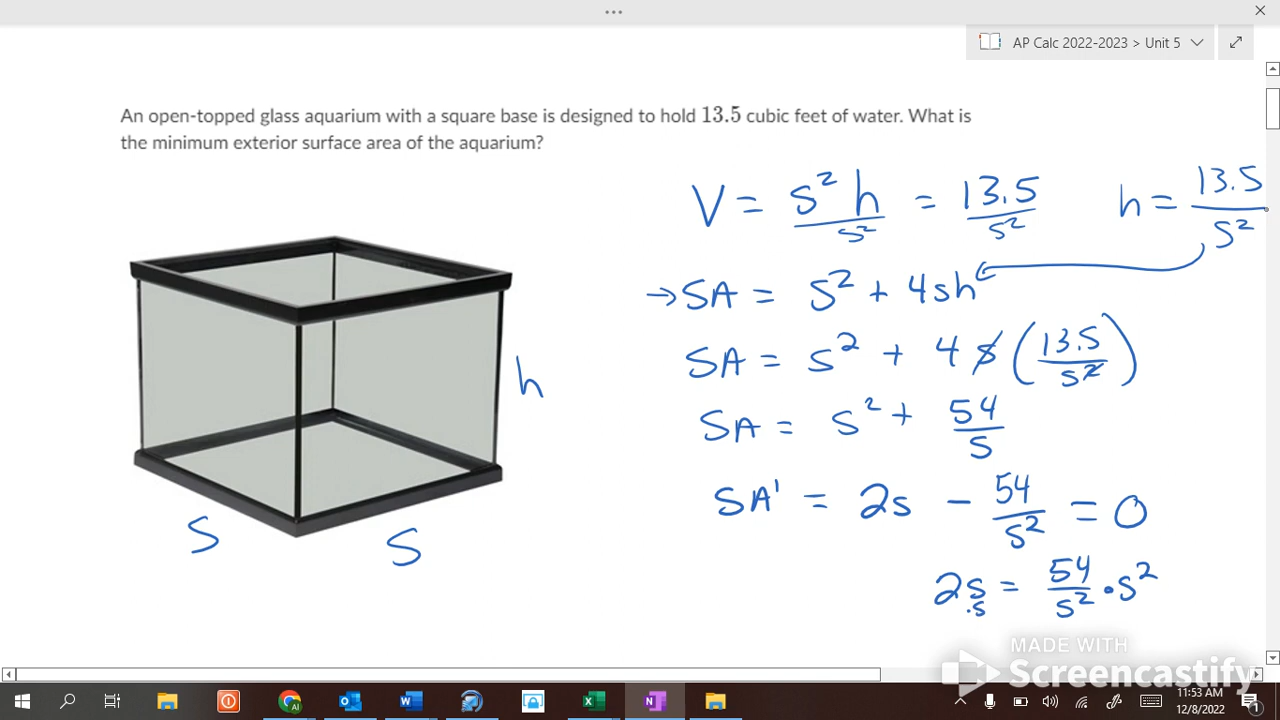 AP Calc 2022-2023 > Unit 5
An open-topped glass aquarium with a square base is designed to hold 13.5 cubic feet of water. What is
the minimum exterior surface area of the aquarium?
V = s² h / s² = 13.5 / s²
h = 13.5 / s²
→ SA = s² + 4sh
SA = s² + 4s (13.5 / s²)
h
SA = s² + 54 / s
SA' = 2s - 54 / s² = 0
s s
2s ·s = 54 / s² · s²
MADE WITH
Screencastify
11:53 AM
12/8/2022
1